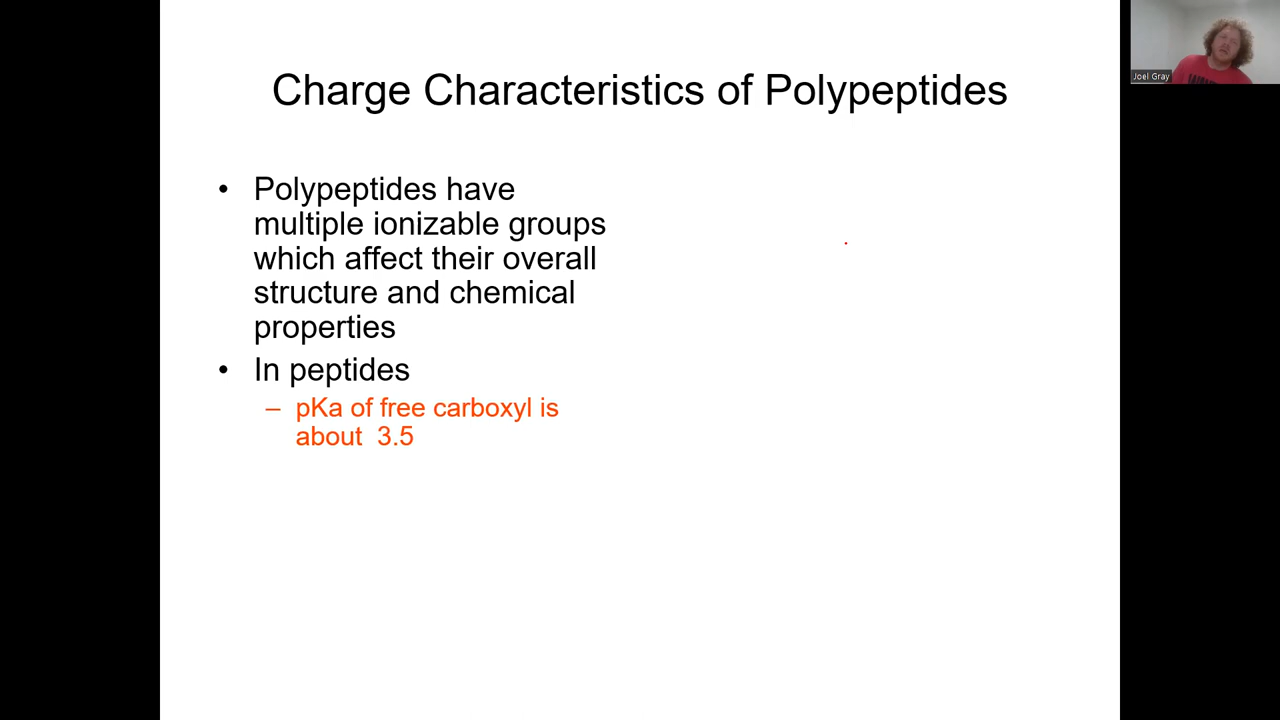 Charge Characteristics of Polypeptides
• Polypeptides have
multiple ionizable groups
which affect their overall
structure and chemical
properties
• In peptides
– pKa of free carboxyl is
about  3.5
Joel Gray